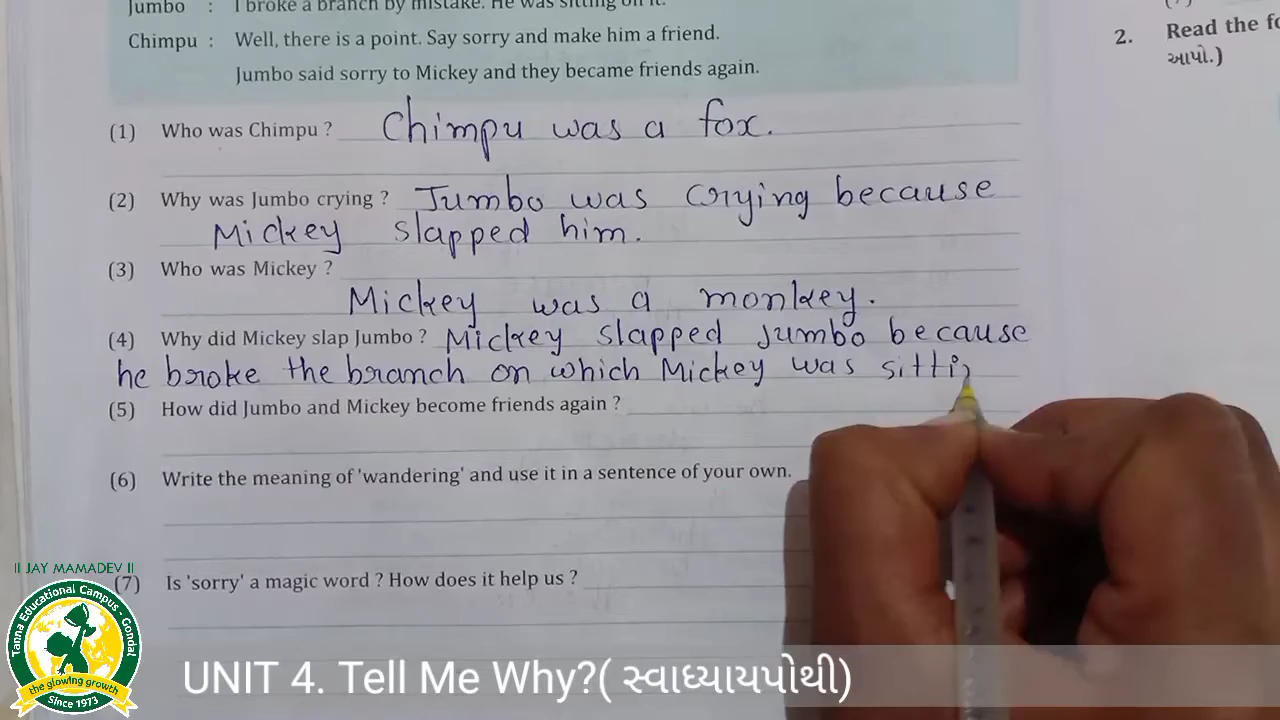 Jumbo : I broke a branch by mistake. He was sitting on it.
Chimpu : Well, there is a point. Say sorry and make him a friend.
Jumbo said sorry to Mickey and they became friends again.
2. Read the fo
આપો.)
(1) Who was Chimpu ? Chimpu was a fox.
(2) Why was Jumbo crying ? Jumbo was crying because
Mickey slapped him.
(3) Who was Mickey ?
Mickey was a monkey.
(4) Why did Mickey slap Jumbo ? Mickey slapped Jumbo because
he broke the branch on which Mickey was sittin
(5) How did Jumbo and Mickey become friends again ?
(6) Write the meaning of 'wandering' and use it in a sentence of your own.
(7) Is 'sorry' a magic word ? How does it help us ?
II JAY MAMADEV II
Tanna Educational Campus - Gondal
the glowing growth
Since 1973
UNIT 4. Tell Me Why?( સ્વાધ્યાયપોથી)